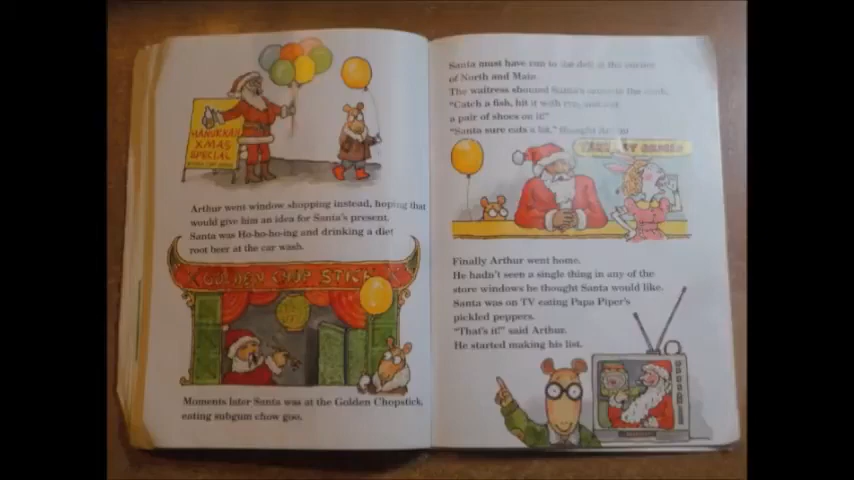 HANUKKAH
XMAS
SPECIAL
Arthur went window shopping instead, hoping that
would give him an idea for Santa's present.
Santa was Ho-ho-ho-ing and drinking a diet
root beer at the car wash.
GOLDEN CHOP STICK
Moments later Santa was at the Golden Chopstick,
eating subgum chow goo.
Santa must have run to the deli at the corner
of North and Main.
The waitress shouted Santa's order to the cook.
"Catch a fish, hit it with rye, and put
a pair of shoes on it!"
"Santa sure eats a lot," thought Arthur.
Finally Arthur went home.
He hadn't seen a single thing in any of the
store windows he thought Santa would like.
Santa was on TV eating Papa Piper's
pickled peppers.
"That's it!" said Arthur.
He started making his list.